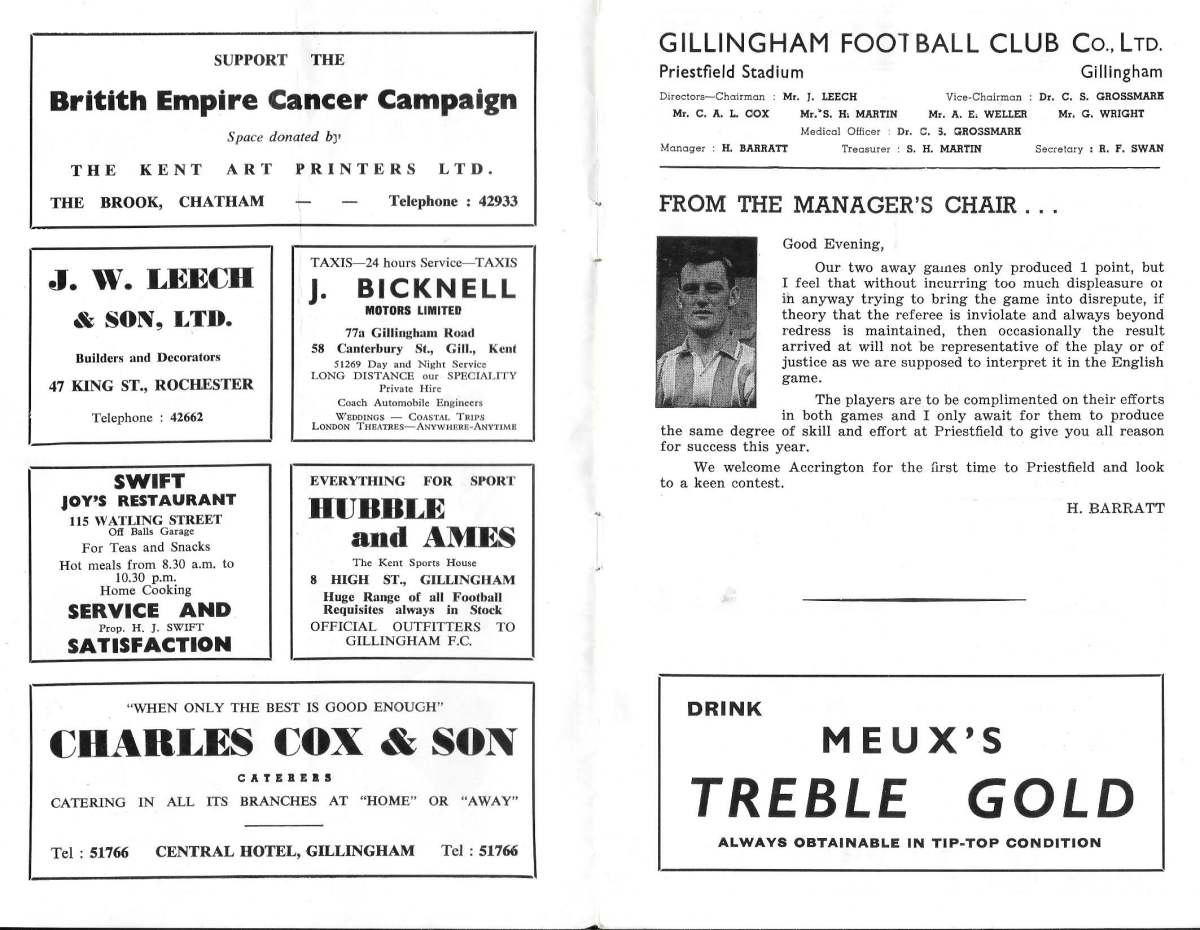 SUPPORT THE
Britith Empire Cancer Campaign
Space donated by
THE KENT ART PRINTERS LTD.
THE BROOK, CHATHAM — — Telephone : 42933
J. W. LEECH
& SON, LTD.
Builders and Decorators
47 KING ST., ROCHESTER
Telephone : 42662
TAXIS—24 hours Service—TAXIS
J. BICKNELL
MOTORS LIMITED
77a Gillingham Road
58 Canterbury St., Gill., Kent
51269 Day and Night Service
LONG DISTANCE our SPECIALITY
Private Hire
Coach Automobile Engineers
WEDDINGS — COASTAL TRIPS
LONDON THEATRES—ANYWHERE-ANYTIME
SWIFT
JOY'S RESTAURANT
115 WATLING STREET
Off Balls Garage
For Teas and Snacks
Hot meals from 8.30 a.m. to
10.30 p.m.
Home Cooking
SERVICE AND
Prop. H. J. SWIFT
SATISFACTION
EVERYTHING FOR SPORT
HUBBLE
and AMES
The Kent Sports House
8 HIGH ST., GILLINGHAM
Huge Range of all Football
Requisites always in Stock
OFFICIAL OUTFITTERS TO
GILLINGHAM F.C.
"WHEN ONLY THE BEST IS GOOD ENOUGH"
CHARLES COX & SON
CATERERS
CATERING IN ALL ITS BRANCHES AT "HOME" OR "AWAY"
Tel : 51766 CENTRAL HOTEL, GILLINGHAM Tel : 51766
GILLINGHAM FOOTBALL CLUB CO., LTD.
Priestfield Stadium Gillingham
Directors—Chairman : Mr. J. LEECH Vice-Chairman : Dr. C. S. GROSSMARK
Mr. C. A. L. COX Mr. S. H. MARTIN Mr. A. E. WELLER Mr. G. WRIGHT
Medical Officer : Dr. C. S. GROSSMARK
Manager : H. BARRATT Treasurer : S. H. MARTIN Secretary : R. F. SWAN
FROM THE MANAGER'S CHAIR . . .
Good Evening,
Our two away games only produced 1 point, but
I feel that without incurring too much displeasure or
in anyway trying to bring the game into disrepute, if
theory that the referee is inviolate and always beyond
redress is maintained, then occasionally the result
arrived at will not be representative of the play or of
justice as we are supposed to interpret it in the English
game.
The players are to be complimented on their efforts
in both games and I only await for them to produce
the same degree of skill and effort at Priestfield to give you all reason
for success this year.
We welcome Accrington for the first time to Priestfield and look
to a keen contest.
H. BARRATT
DRINK
MEUX'S
TREBLE GOLD
ALWAYS OBTAINABLE IN TIP-TOP CONDITION